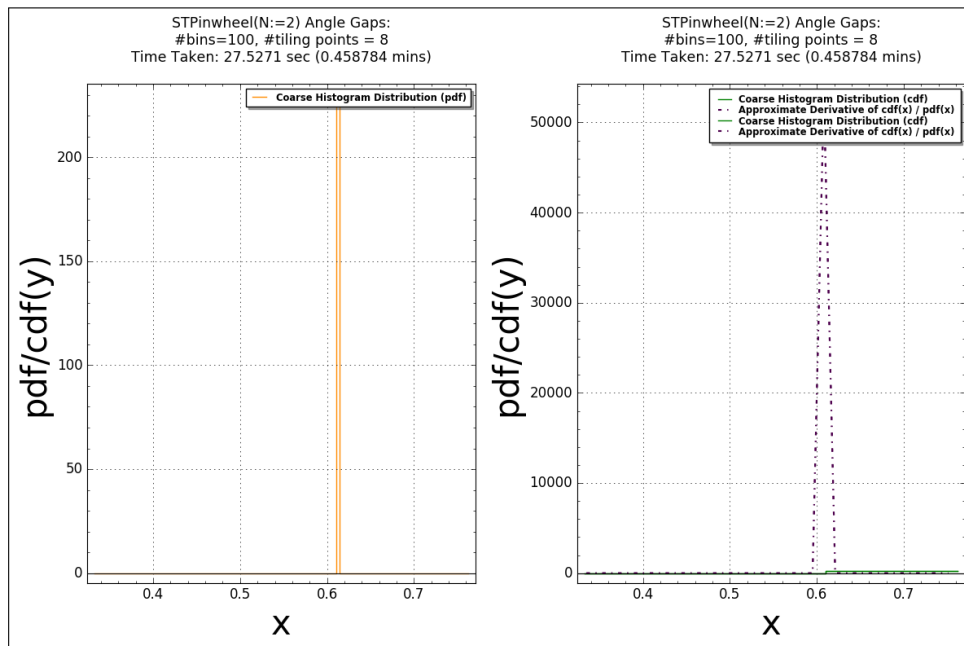 STPinwheel(N:=2) Angle Gaps:
#bins=100, #tiling points = 8
Time Taken: 27.5271 sec (0.458784 mins)
Coarse Histogram Distribution (pdf)
pdf/cdf(y)
200
150
100
50
0
0.4
0.5
0.6
0.7
x
STPinwheel(N:=2) Angle Gaps:
#bins=100, #tiling points = 8
Time Taken: 27.5271 sec (0.458784 mins)
Coarse Histogram Distribution (cdf)
Approximate Derivative of cdf(x) / pdf(x)
Coarse Histogram Distribution (cdf)
Approximate Derivative of cdf(x) / pdf(x)
pdf/cdf(y)
50000
40000
30000
20000
10000
0
0.4
0.5
0.6
0.7
x